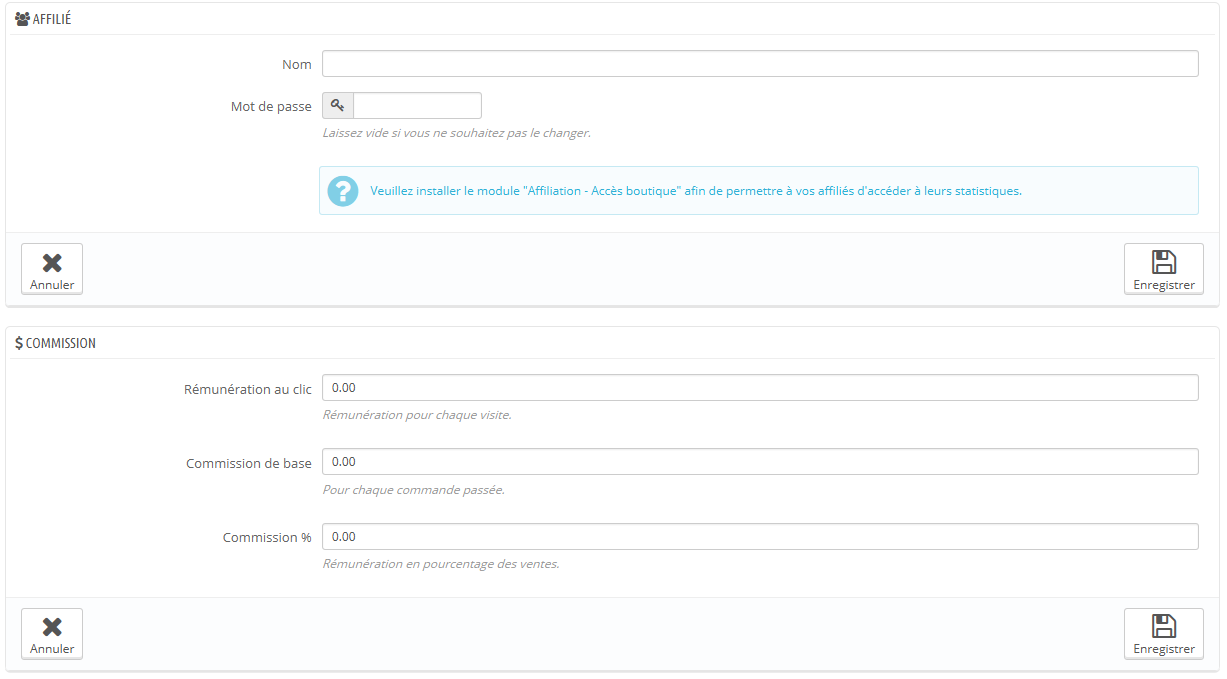 AFFILIÉ
Nom
Mot de passe
Laissez vide si vous ne souhaitez pas le changer.
Veuillez installer le module "Affiliation - Accès boutique" afin de permettre à vos affiliés d'accéder à leurs statistiques.
Annuler
Enregistrer
$ COMMISSION
Rémunération au clic
0.00
Rémunération pour chaque visite.
Commission de base
0.00
Pour chaque commande passée.
Commission %
0.00
Rémunération en pourcentage des ventes.
Annuler
Enregistrer